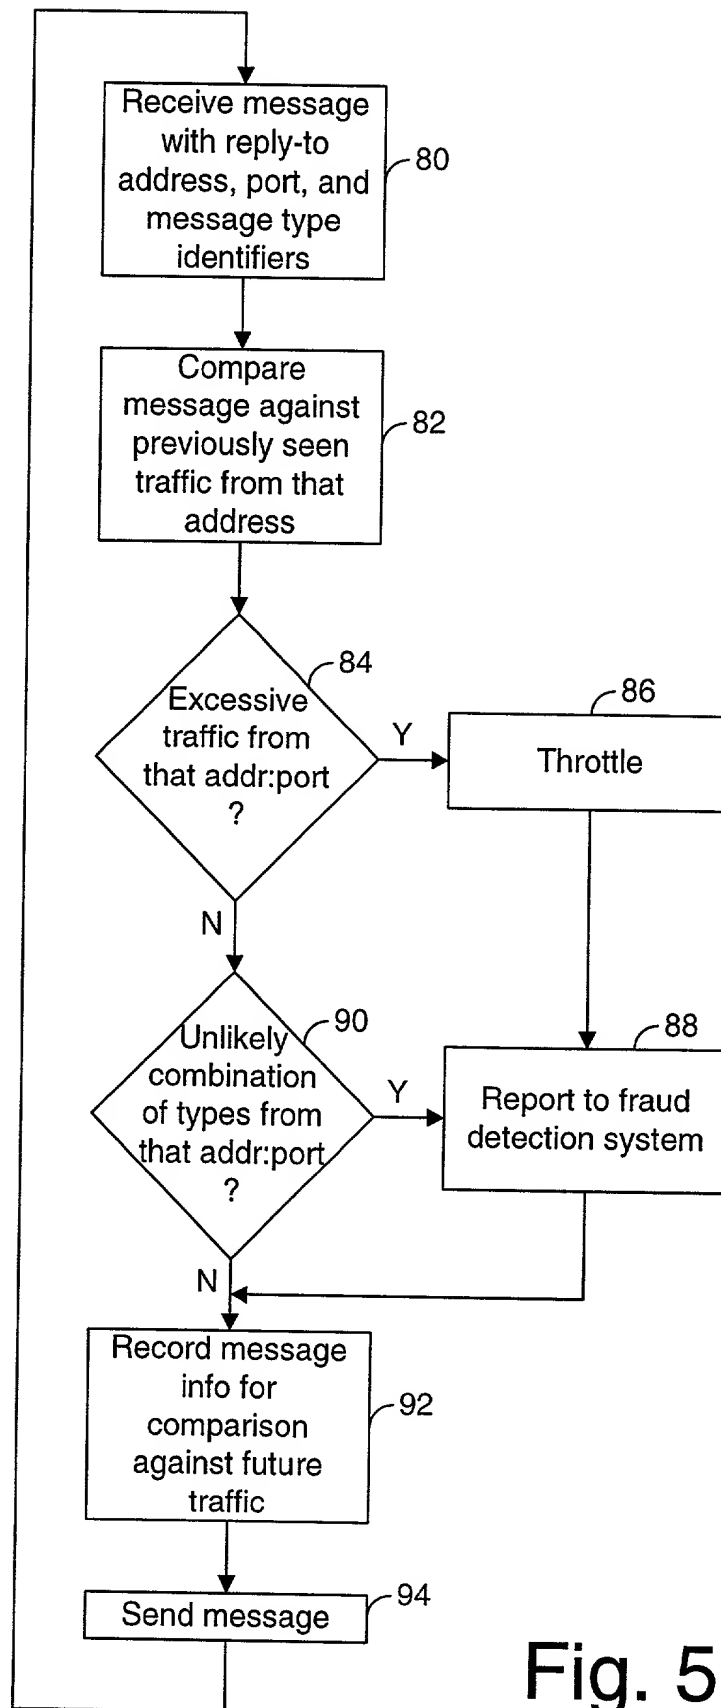 Receive message
with reply-to
address, port, and
message type
identifiers
80
Compare
message against
previously seen
traffic from that
address
82
84
Excessive
traffic from
that addr:port
?
Y
86
Throttle
N
90
Unlikely
combination
of types from
that addr:port
?
Y
88
Report to fraud
detection system
N
Record message
info for
comparison
against future
traffic
92
Send message
94
Fig. 5